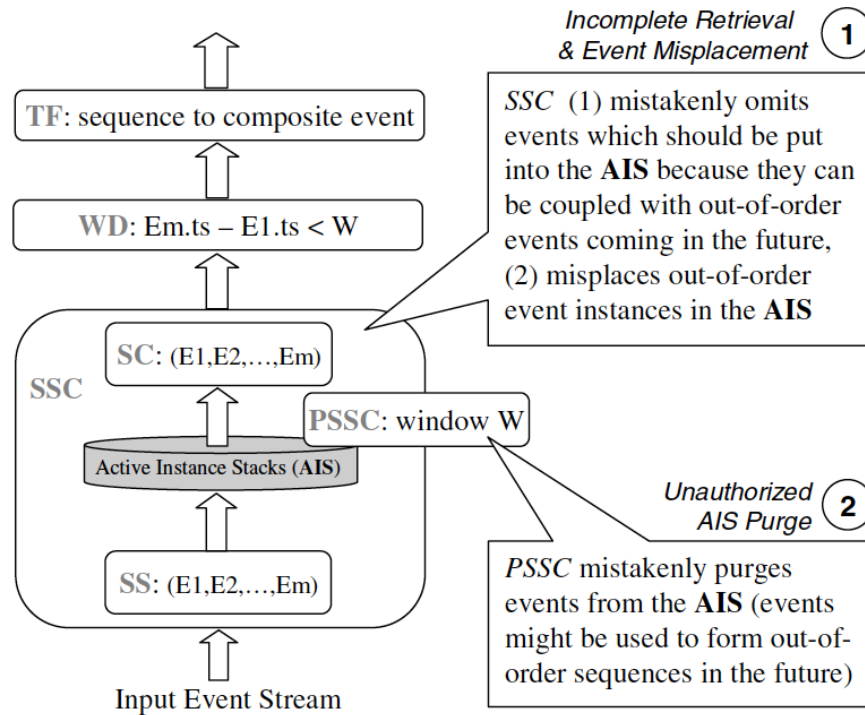 Incomplete Retrieval
& Event Misplacement
1
TF: sequence to composite event
SSC (1) mistakenly omits
events which should be put
into the AIS because they can
be coupled with out-of-order
events coming in the future,
(2) misplaces out-of-order
event instances in the AIS
WD: Em.ts – E1.ts < W
SC: (E1,E2,…,Em)
SSC
PSSC: window W
Active Instance Stacks (AIS)
SS: (E1,E2,…,Em)
Input Event Stream
Unauthorized
AIS Purge
2
PSSC mistakenly purges
events from the AIS (events
might be used to form out-of-
order sequences in the future)